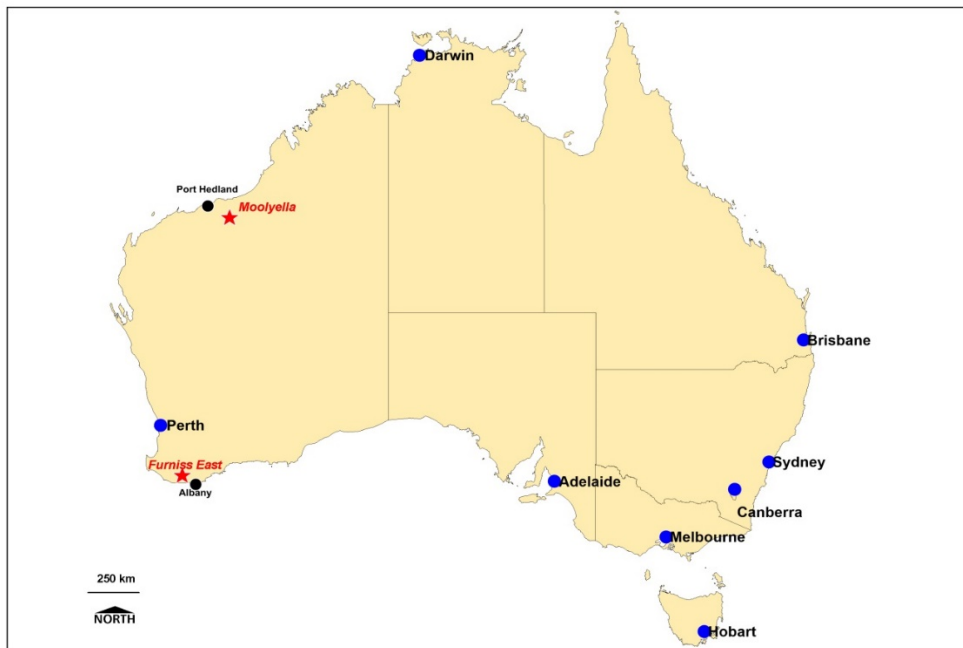 Darwin
Port Hedland
Moolyella
Brisbane
Perth
Furniss East
Albany
Sydney
Adelaide
Canberra
Melbourne
250 km
NORTH
Hobart